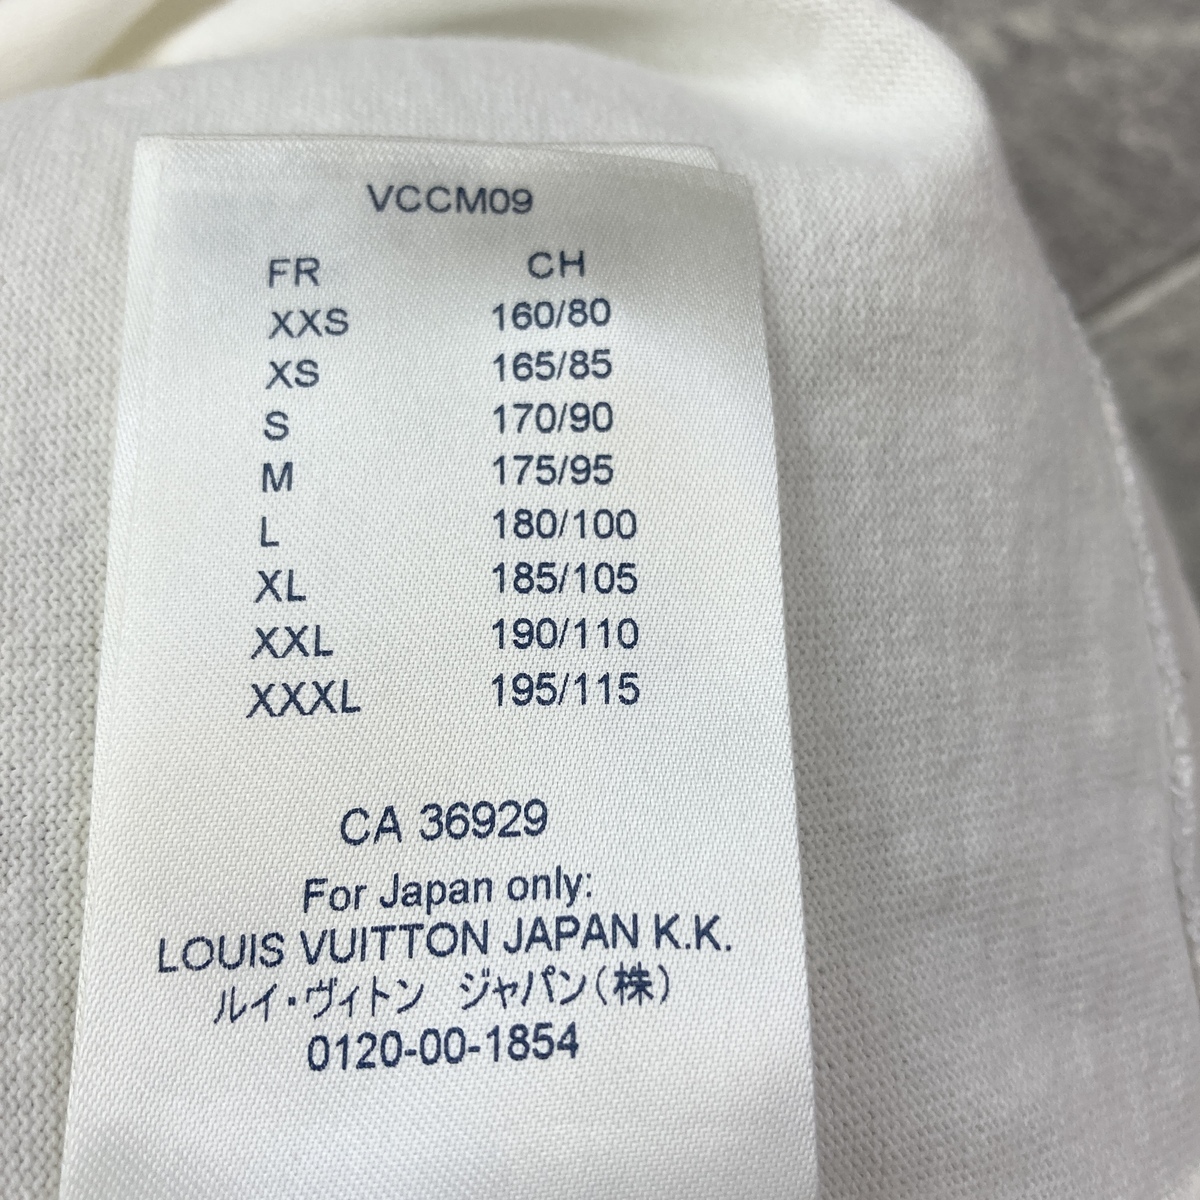 VCCM09
FR CH
XXS 160/80
XS 165/85
S 170/90
M 175/95
L 180/100
XL 185/105
XXL 190/110
XXXL 195/115
CA 36929
For Japan only:
LOUIS VUITTON JAPAN K.K.
ルイ・ヴィトン ジャパン(株)
0120-00-1854